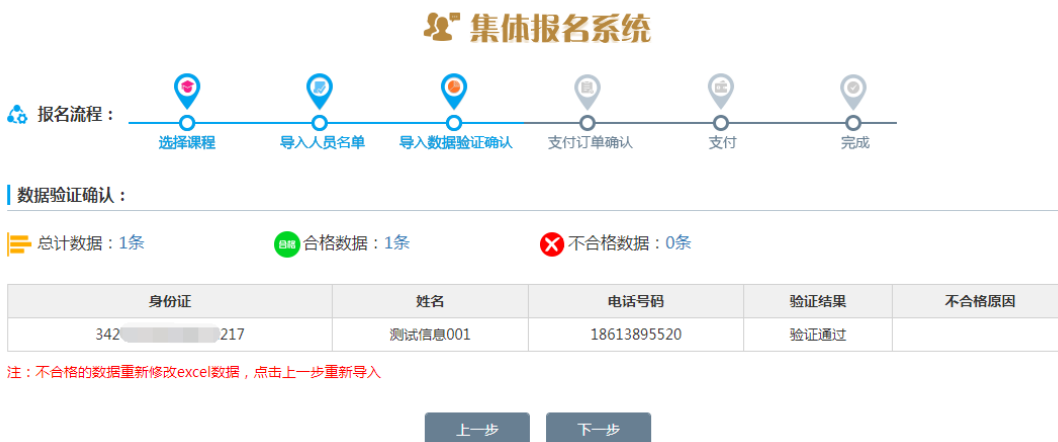 集体报名系统
报名流程：
选择课程 导入人员名单 导入数据验证确认 支付订单确认 支付 完成
数据验证确认：
总计数据：1条 合格 合格数据：1条 不合格数据：0条
身份证 姓名 电话号码 验证结果 不合格原因
342 217 测试信息001 18613895520 验证通过
注：不合格的数据重新修改excel数据，点击上一步重新导入
上一步 下一步